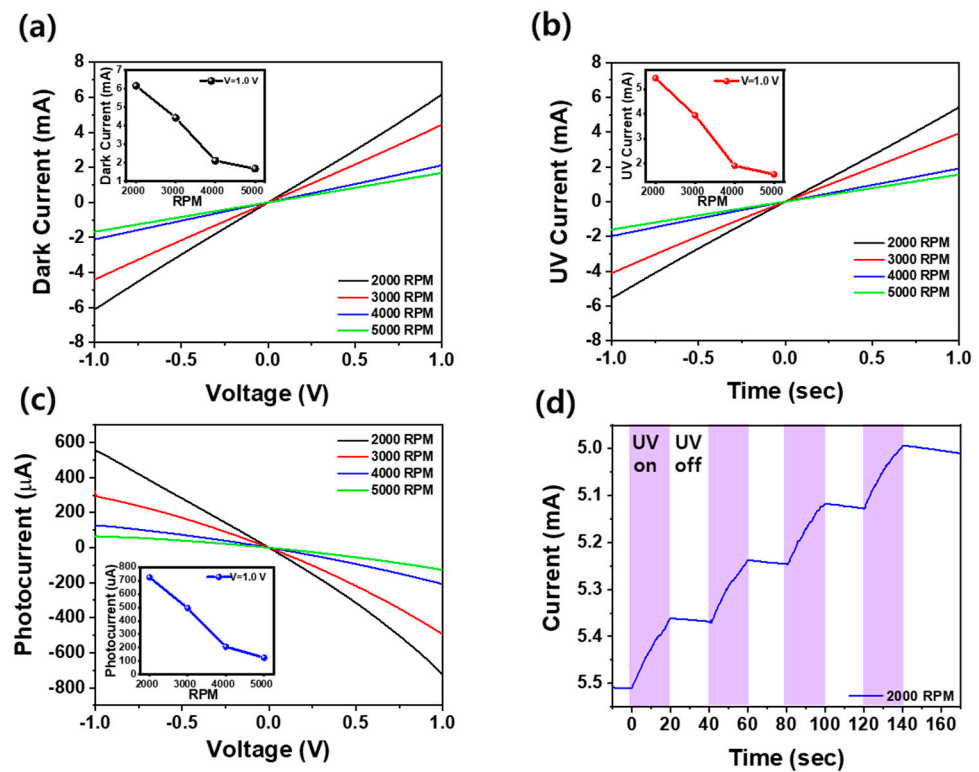 (a)
8
6
4
2
0
-2
-4
-6
-8
Dark Current (mA)
-1.0 -0.5 0.0 0.5 1.0
Voltage (V)
2000 RPM
3000 RPM
4000 RPM
5000 RPM
7
6
5
4
3
2
1
Dark Current (mA)
V=1.0 V
2000 3000 4000 5000
RPM
(b)
8
6
4
2
0
-2
-4
-6
-8
UV Current (mA)
-1.0 -0.5 0.0 0.5 1.0
Time (sec)
2000 RPM
3000 RPM
4000 RPM
5000 RPM
5
4
3
2
UV Current (mA)
V=1.0 V
2000 3000 4000 5000
RPM
(c)
600
400
200
0
-200
-400
-600
-800
Photocurrent (μA)
-1.0 -0.5 0.0 0.5 1.0
Voltage (V)
2000 RPM
3000 RPM
4000 RPM
5000 RPM
800
700
600
500
400
300
200
100
0
Photocurrent (uA)
V=1.0 V
2000 3000 4000 5000
RPM
(d)
5.0
5.1
5.2
5.3
5.4
5.5
Current (mA)
UV UV
on off
2000 RPM
0 20 40 60 80 100 120 140 160
Time (sec)